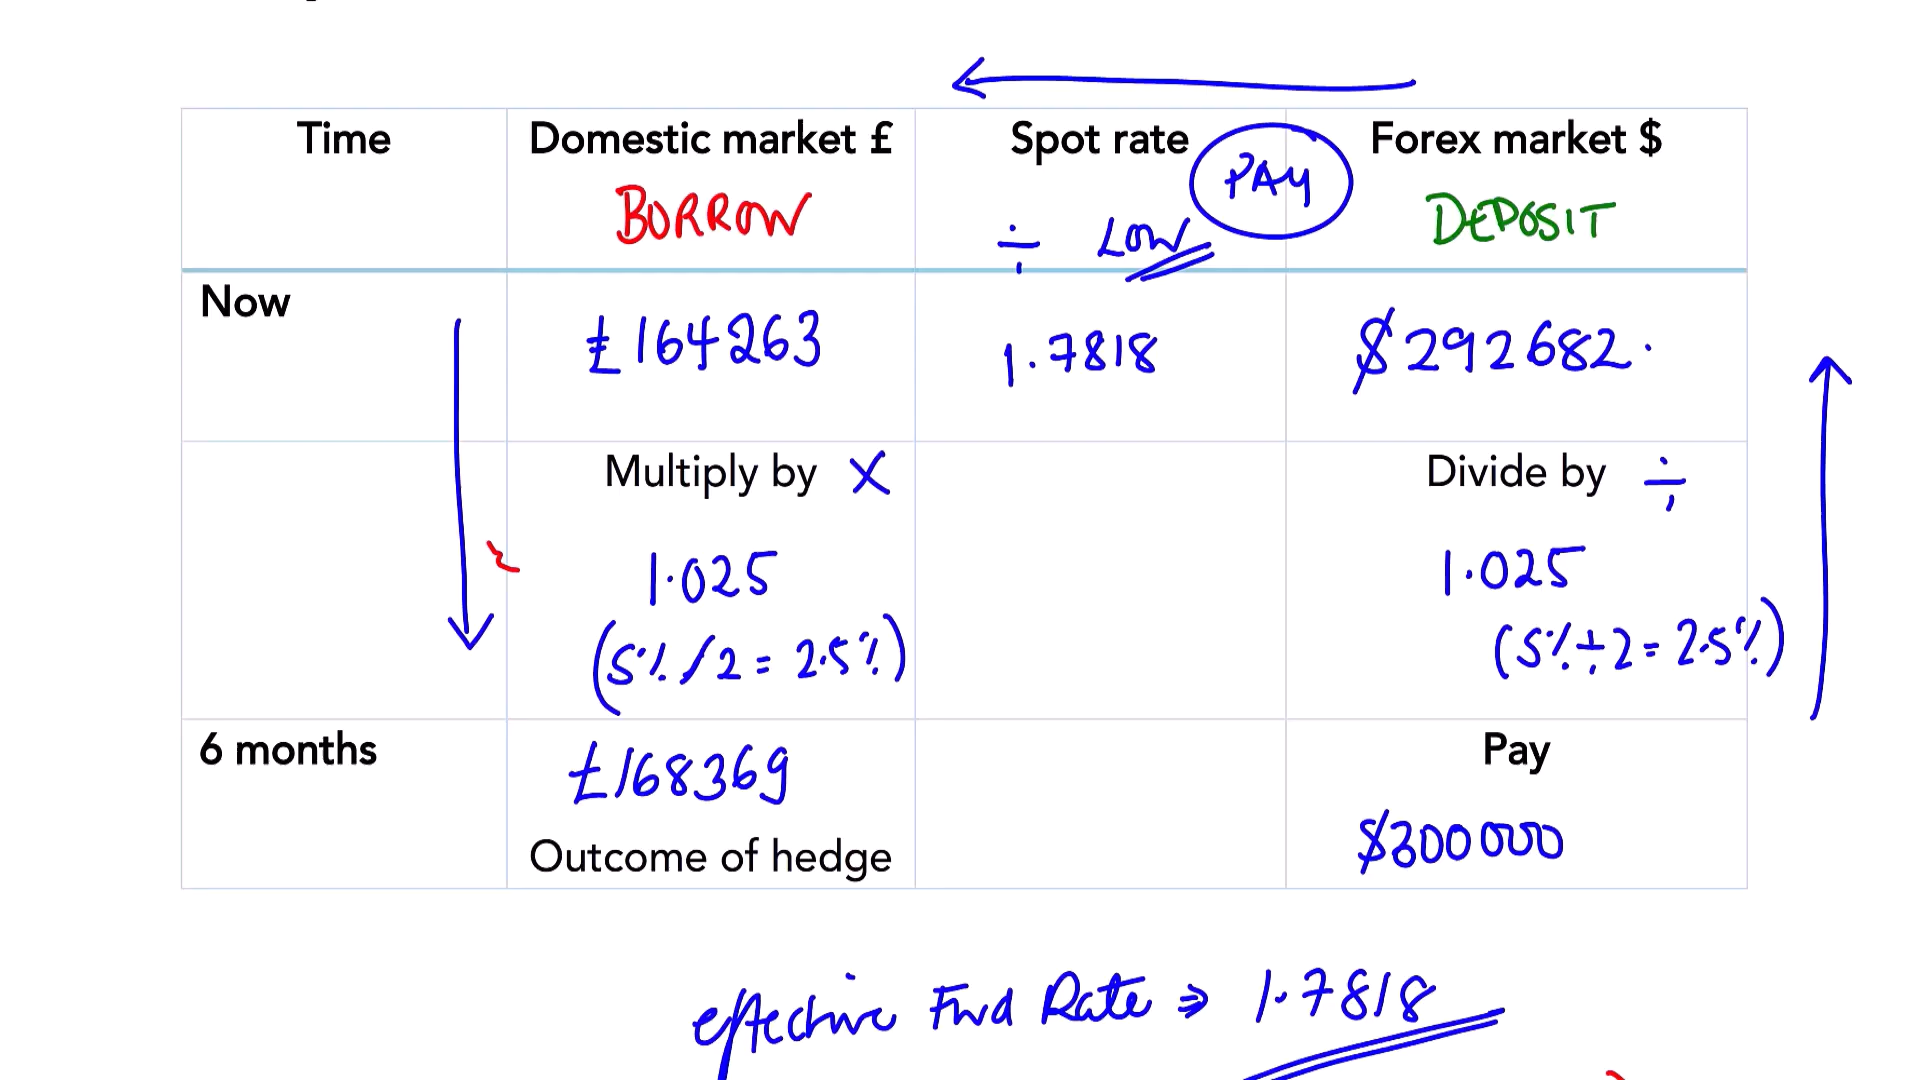 Time
Domestic market £
Spot rate
Forex market $
PAY
BORROW
÷ LOW
DEPOSIT
Now
£164263
1.7818
$292682.
Multiply by ×
Divide by ÷
1.025
1.025
(5%/2 = 2.5%)
(5%÷2 = 2.5%)
6 months
£168369
Pay
Outcome of hedge
$300000
effective Fwd Rate ⇒ 1.7818